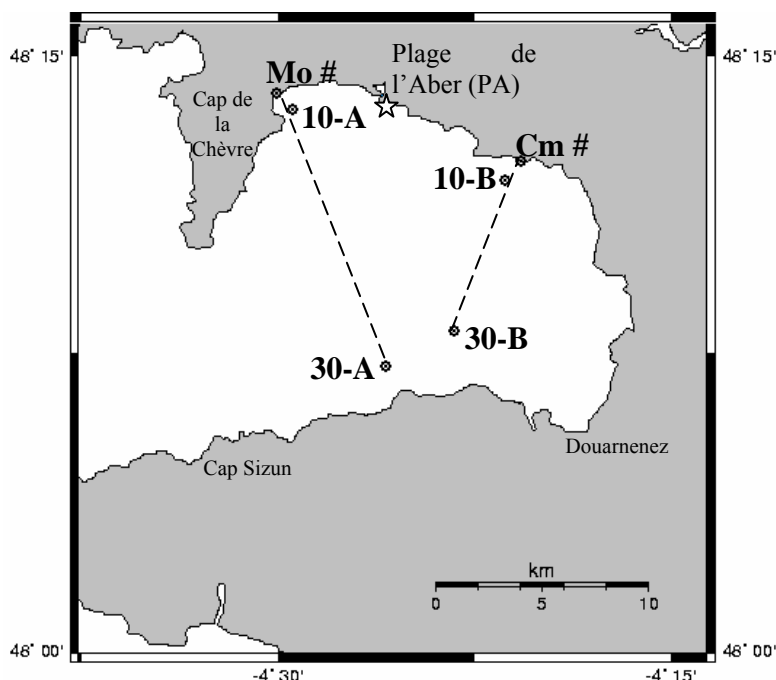 48° 15'
48° 15'
Plage de
l'Aber (PA)
Mo #
Cap de
la
Chèvre
10-A
Cm #
10-B
30-B
30-A
Douarnenez
Cap Sizun
km
0 5 10
48° 00'
48° 00'
-4° 30'
-4° 15'